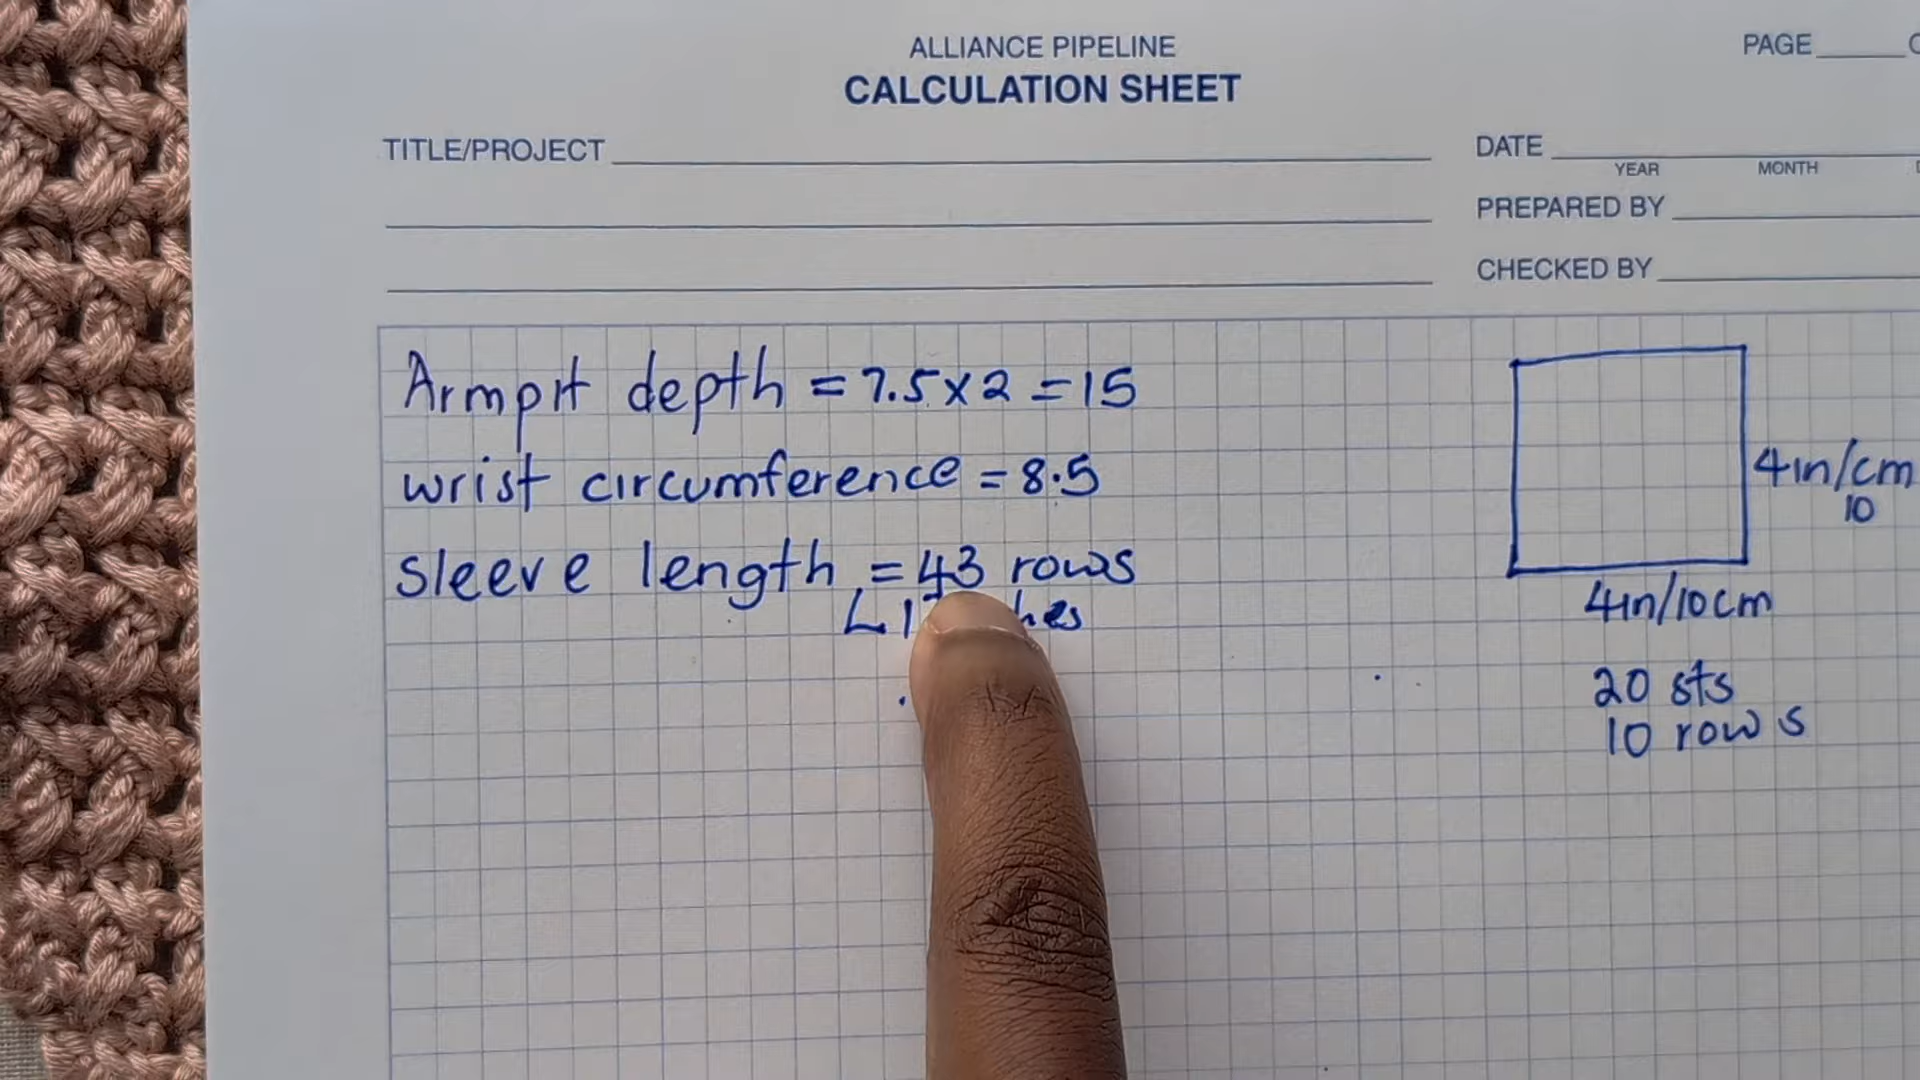 ALLIANCE PIPELINE
CALCULATION SHEET
PAGE
TITLE/PROJECT
DATE
YEAR MONTH
PREPARED BY
CHECKED BY
Armpit depth = 7.5 x 2 = 15
wrist circumference = 8.5
sleeve length = 43 rows
4in/cm
10
4in/10cm
20 sts
10 rows